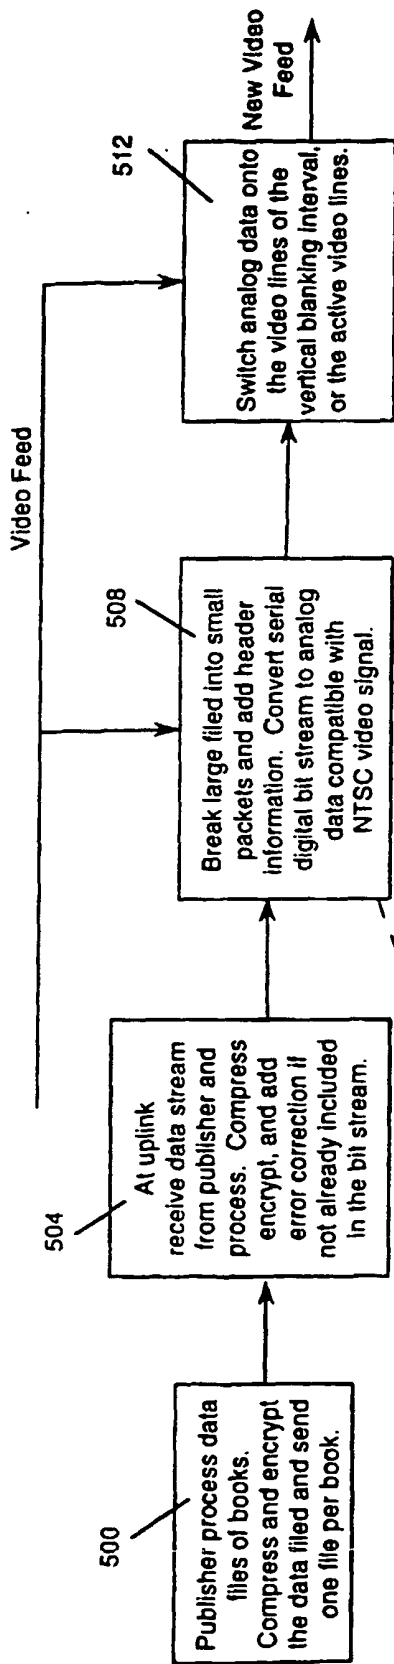 500
Publisher process data
files of books.
Compress and encrypt
the data filed and send
one file per book.
504
At uplink
receive data stream
from publisher and
process. Compress
encrypt, and add
error correction if
not already included
in the bit stream.
Video Feed
508
Break large filed into small
packets and add header
information. Convert serial
digital bit stream to analog
data compatible with
NTSC video signal.
512
Switch analog data onto
the video lines of the
vertical blanking interval,
or the active video lines.
New Video
Feed